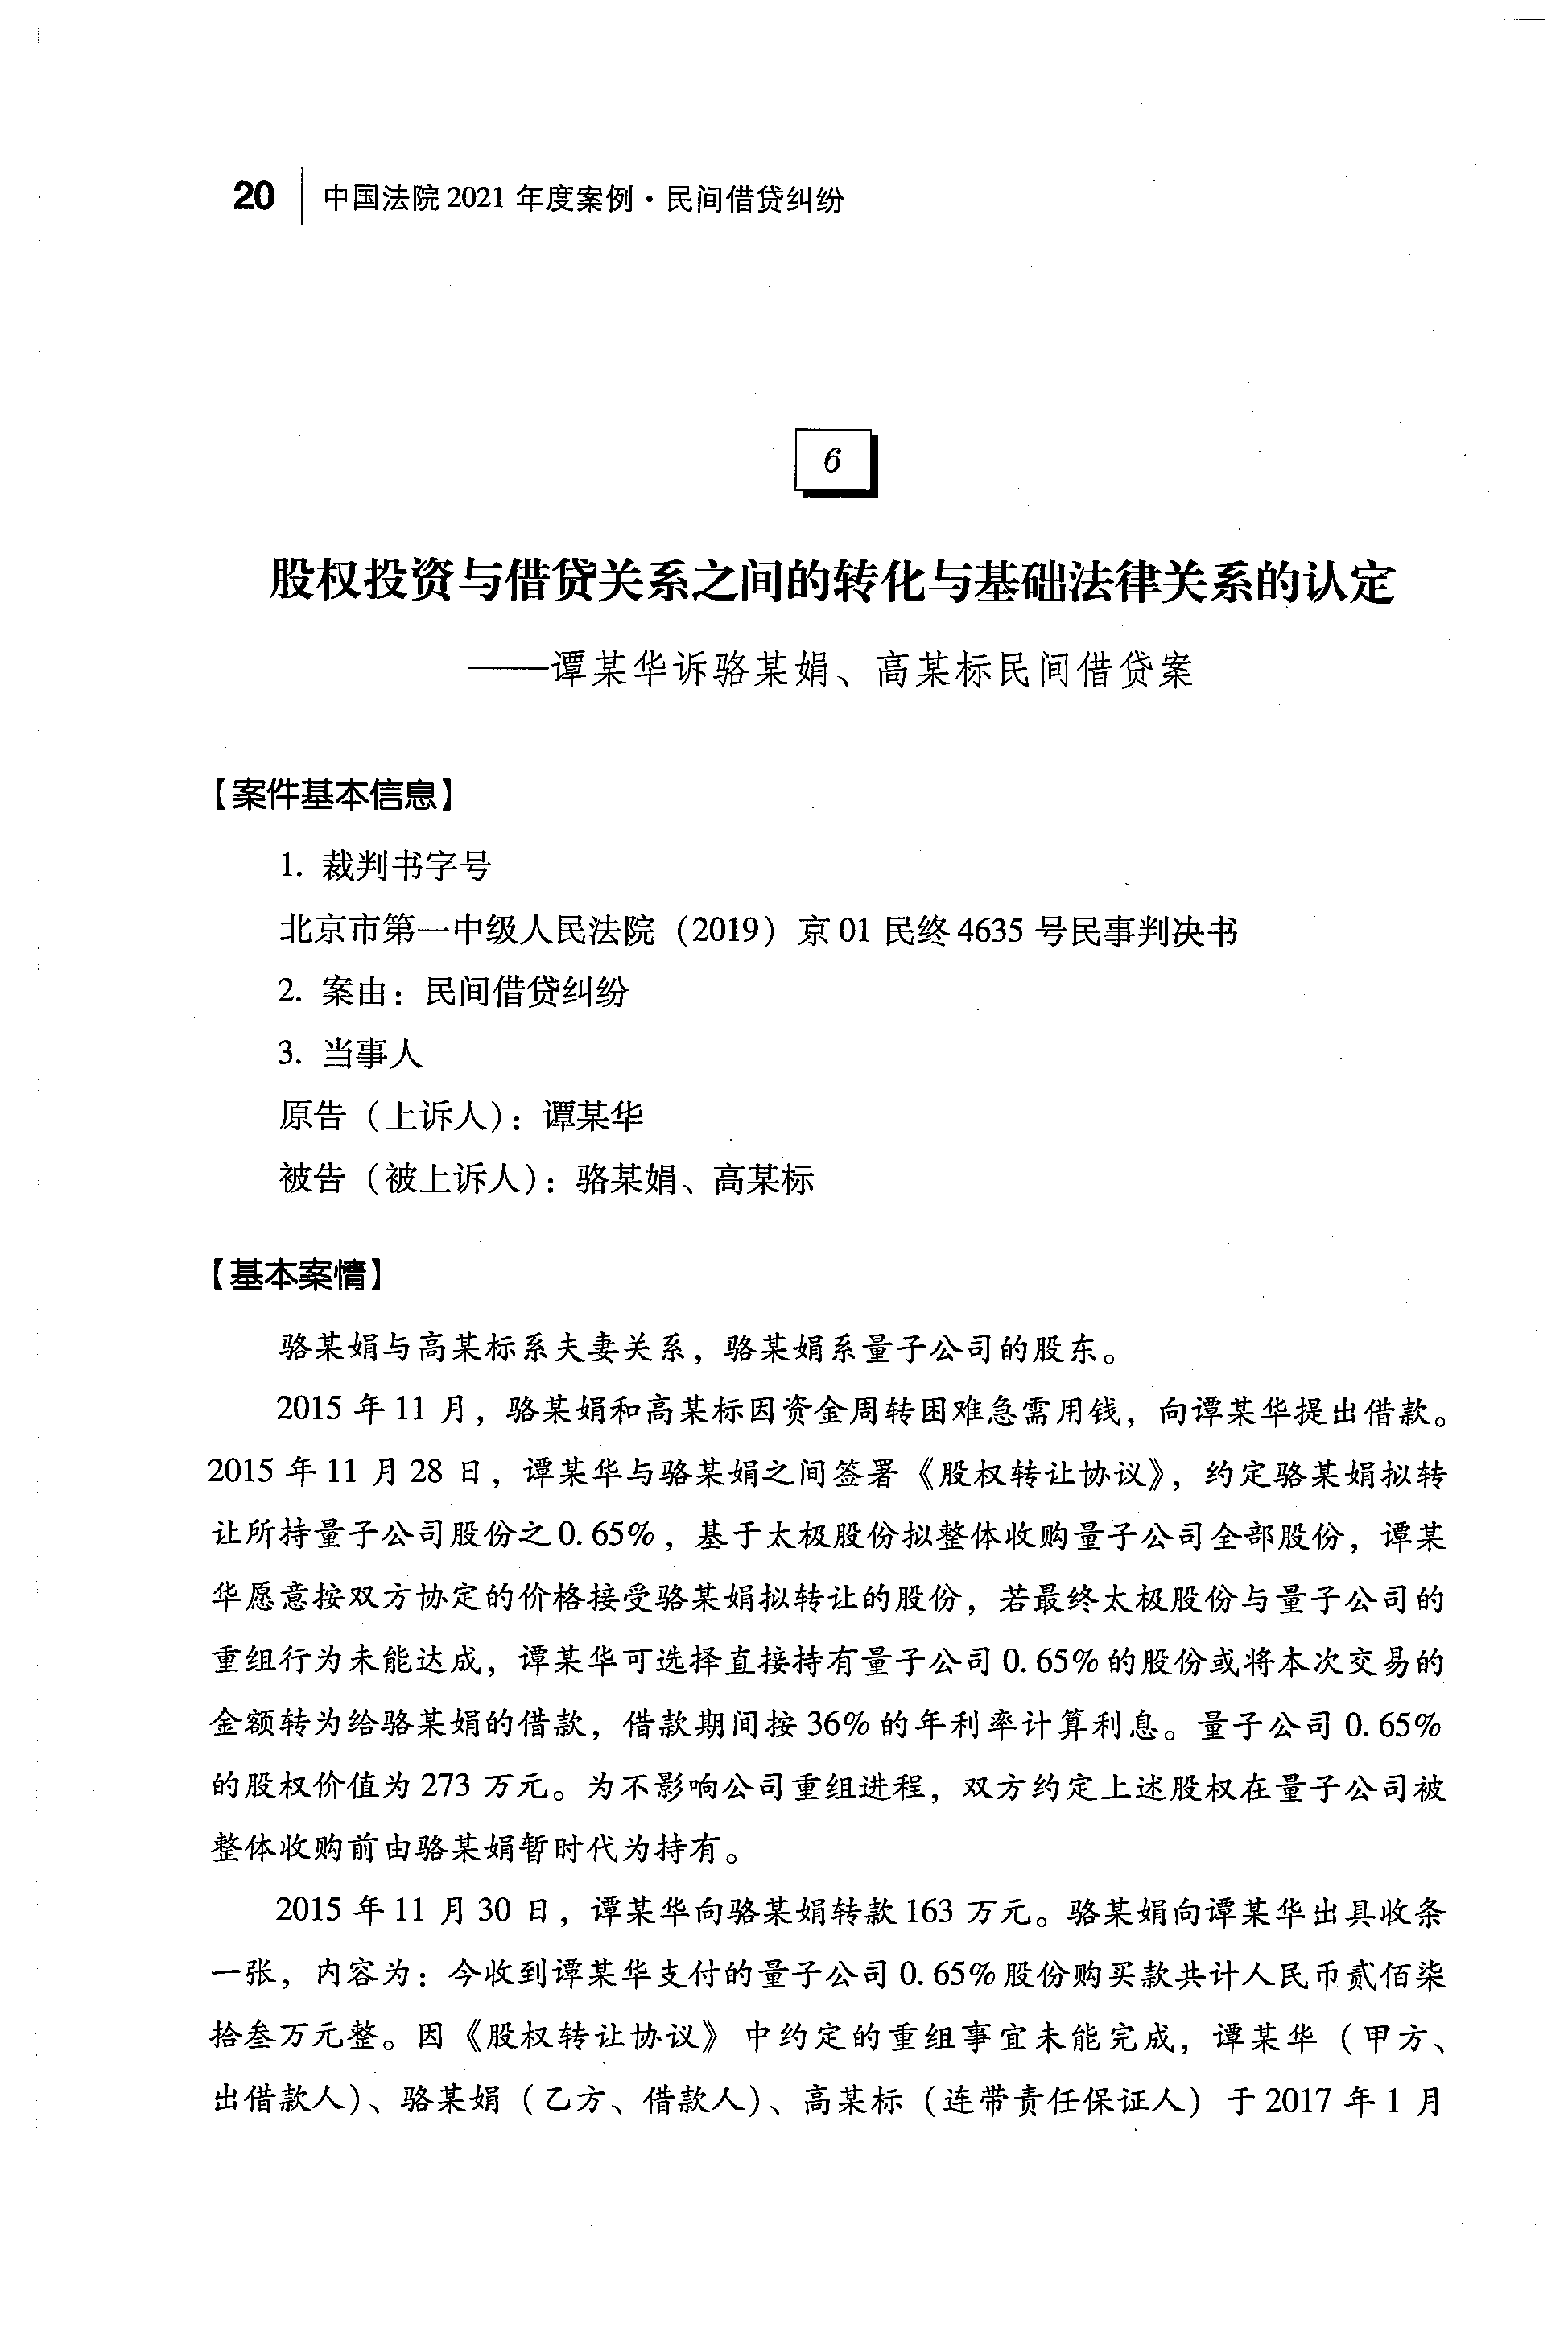 20 中国法院2021年度案例·民间借贷纠纷
6
股权投资与借贷关系之间的转化与基础法律关系的认定
——谭某华诉骆某娟、高某标民间借贷案
【案件基本信息】
1. 裁判书字号
北京市第一中级人民法院（2019）京01民终4635号民事判决书
2. 案由：民间借贷纠纷
3. 当事人
原告（上诉人）：谭某华
被告（被上诉人）：骆某娟、高某标
【基本案情】
骆某娟与高某标系夫妻关系，骆某娟系量子公司的股东。
2015年11月，骆某娟和高某标因资金周转困难急需用钱，向谭某华提出借款。
2015年11月28日，谭某华与骆某娟之间签署《股权转让协议》，约定骆某娟拟转
让所持量子公司股份之0.65%，基于太极股份拟整体收购量子公司全部股份，谭某
华愿意按双方协定的价格接受骆某娟拟转让的股份，若最终太极股份与量子公司的
重组行为未能达成，谭某华可选择直接持有量子公司0.65%的股份或将本次交易的
金额转为给骆某娟的借款，借款期间按36%的年利率计算利息。量子公司0.65%
的股权价值为273万元。为不影响公司重组进程，双方约定上述股权在量子公司被
整体收购前由骆某娟暂时代为持有。
2015年11月30日，谭某华向骆某娟转款163万元。骆某娟向谭某华出具收条
一张，内容为：今收到谭某华支付的量子公司0.65%股份购买款共计人民币贰佰柒
拾叁万元整。因《股权转让协议》中约定的重组事宜未能完成，谭某华（甲方、
出借款人）、骆某娟（乙方、借款人）、高某标（连带责任保证人）于2017年1月